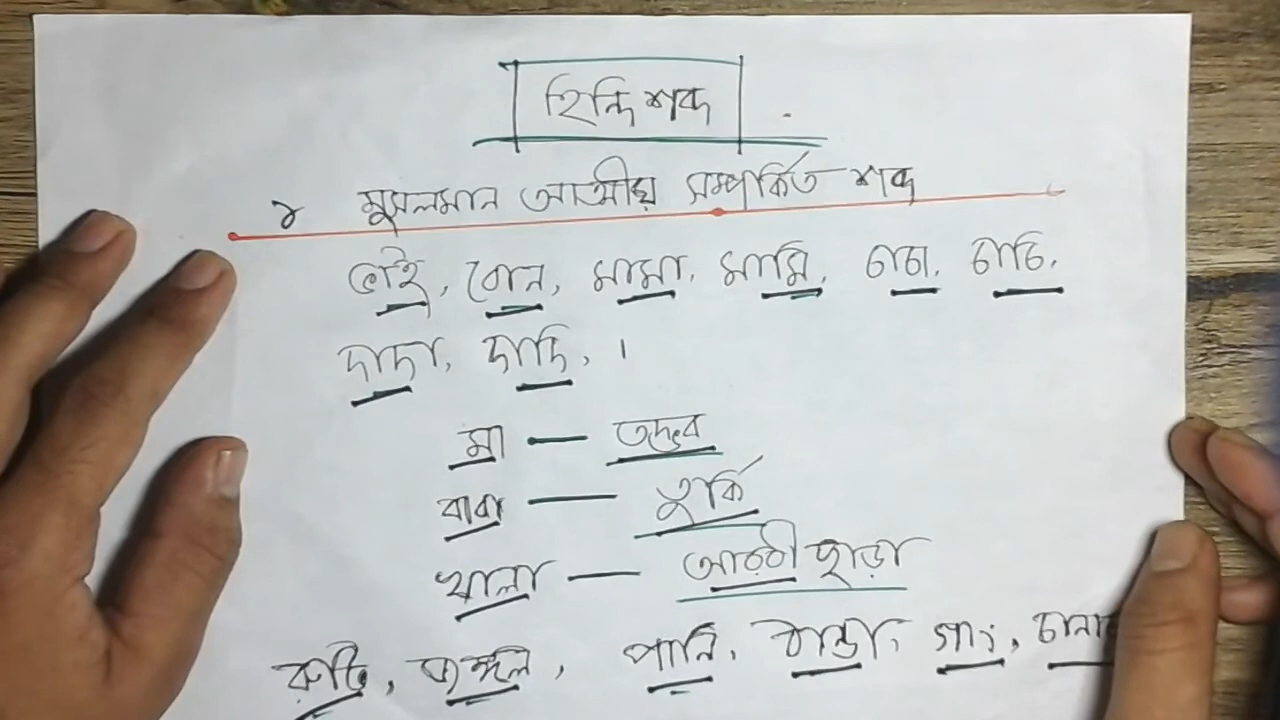 হিন্দি শব্দ
১ মুসলমান আত্মীয় সম্পর্কিত শব্দ
ভাই, বোন, মামা, মামি, চাচা, চাচি,
দাদা, দাদি, ।
মা — তদ্ভব
বাবা — তুর্কি
খালা — আরবী ছাড়া
রুটি, জঙ্গল, পানি, ঠান্ডা,